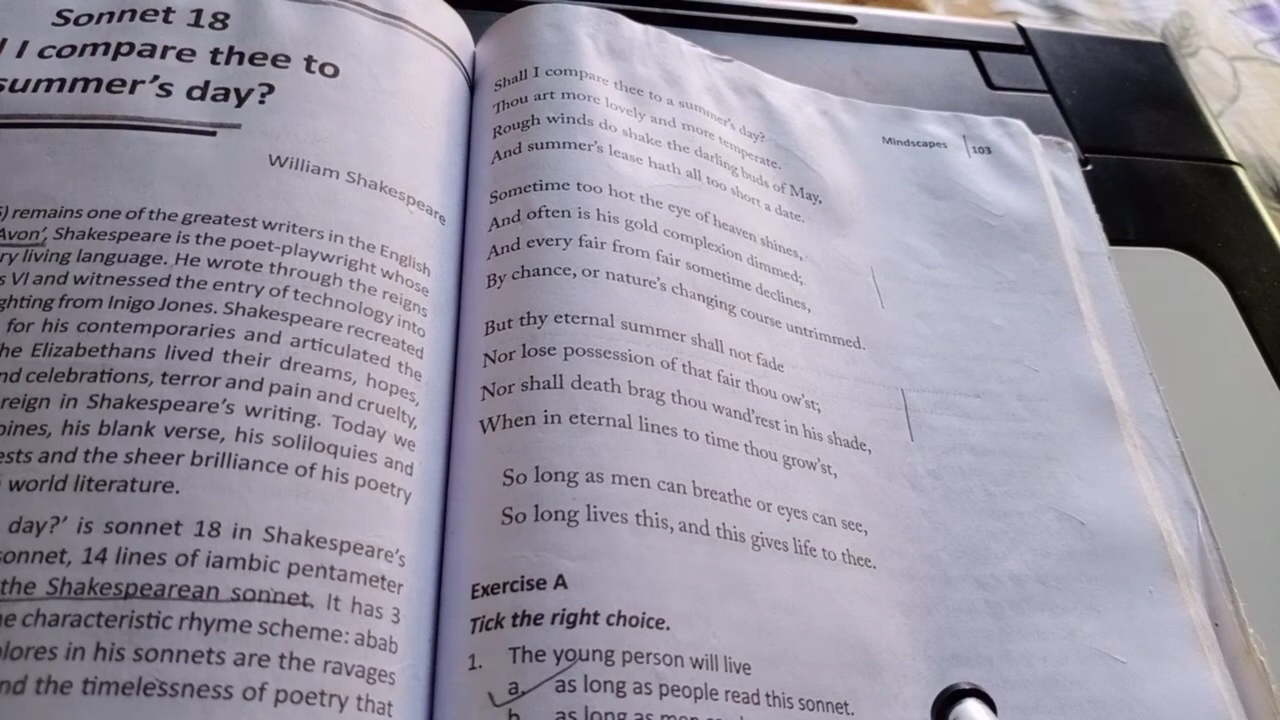 Sonnet 18
I compare thee to
summer's day?
William Shakespeare
remains one of the greatest writers in the English
Avon', Shakespeare is the poet-playwright whose
living language. He wrote through the reigns
VI and witnessed the entry of technology into
from Inigo Jones. Shakespeare recreated
for his contemporaries and articulated the
Elizabethans lived their dreams, hopes,
celebrations, terror and pain and cruelty,
reign in Shakespeare's writing. Today we
his blank verse, his soliloquies and
and the sheer brilliance of his poetry
world literature.
day?' is sonnet 18 in Shakespeare's
sonnet, 14 lines of iambic pentameter
the Shakespearean sonnet. It has 3
characteristic rhyme scheme: abab
in his sonnets are the ravages
and the timelessness of poetry that
Mindscapes 103
Shall I compare thee to a summer's day?
Thou art more lovely and more temperate.
Rough winds do shake the darling buds of May,
And summer's lease hath all too short a date.
Sometime too hot the eye of heaven shines,
And often is his gold complexion dimmed;
And every fair from fair sometime declines,
By chance, or nature's changing course untrimmed.
But thy eternal summer shall not fade
Nor lose possession of that fair thou ow'st;
Nor shall death brag thou wand'rest in his shade,
When in eternal lines to time thou grow'st,
So long as men can breathe or eyes can see,
So long lives this, and this gives life to thee.
Exercise A
Tick the right choice.
1. The young person will live
a. as long as people read this sonnet.
b. as long as men